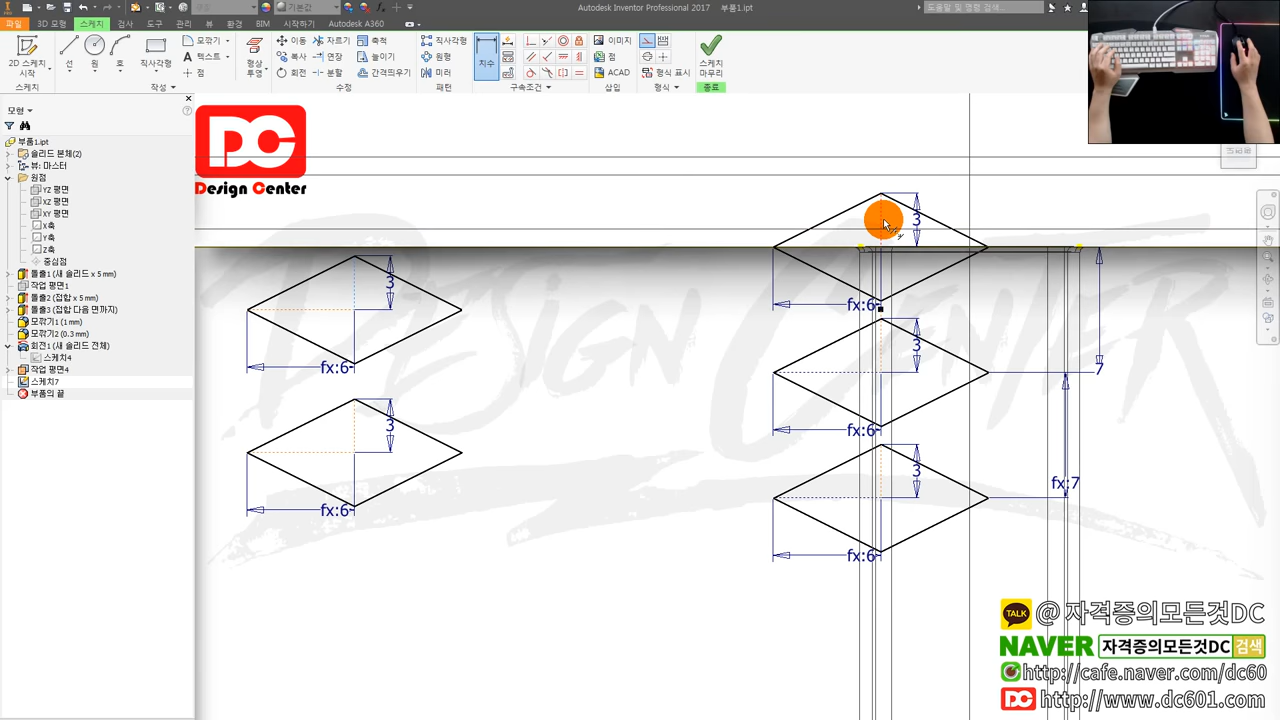 Autodesk Inventor Professional 2017 부품1.ipt
도움말 및 명령 검색...
기본값
파일 3D 모형 스케치 검사 도구 관리 뷰 환경 BIM 시작하기 Autodesk A360
2D 스케치 시작
선 원 호 직사각형
모깎기
텍스트
점
형상 투영
이동 자르기 축척
복사 연장
회전 분할 간격띄우기
직사각형
원형
미러
치수
이미지
점
ACAD
형식 표시
스케치 마무리
스케치 작성 수정 패턴 구속조건 삽입 형식 종료
모형
부품1.ipt
솔리드 본체(2)
뷰: 마스터
원점
YZ 평면
XZ 평면
XY 평면
X축
Y축
Z축
중심점
돌출1 (새 솔리드 x 5 mm)
작업 평면1
돌출2 (접합 x 5 mm)
돌출3 (접합 다음 면까지)
모깎기1 (1 mm)
모깎기2 (0.3 mm)
회전1 (새 솔리드 전체)
스케치4
작업 평면4
스케치7
부품의 끝
DC
Design Center
DESIGN CENTER
3
fx:6
3
fx:6
3
fx:6
3
fx:6
3
fx:6
7
fx:7
TALK @ 자격증의모든것DC
NAVER 자격증의모든것DC 검색
http://cafe.naver.com/dc60
DC http://www.dc601.com